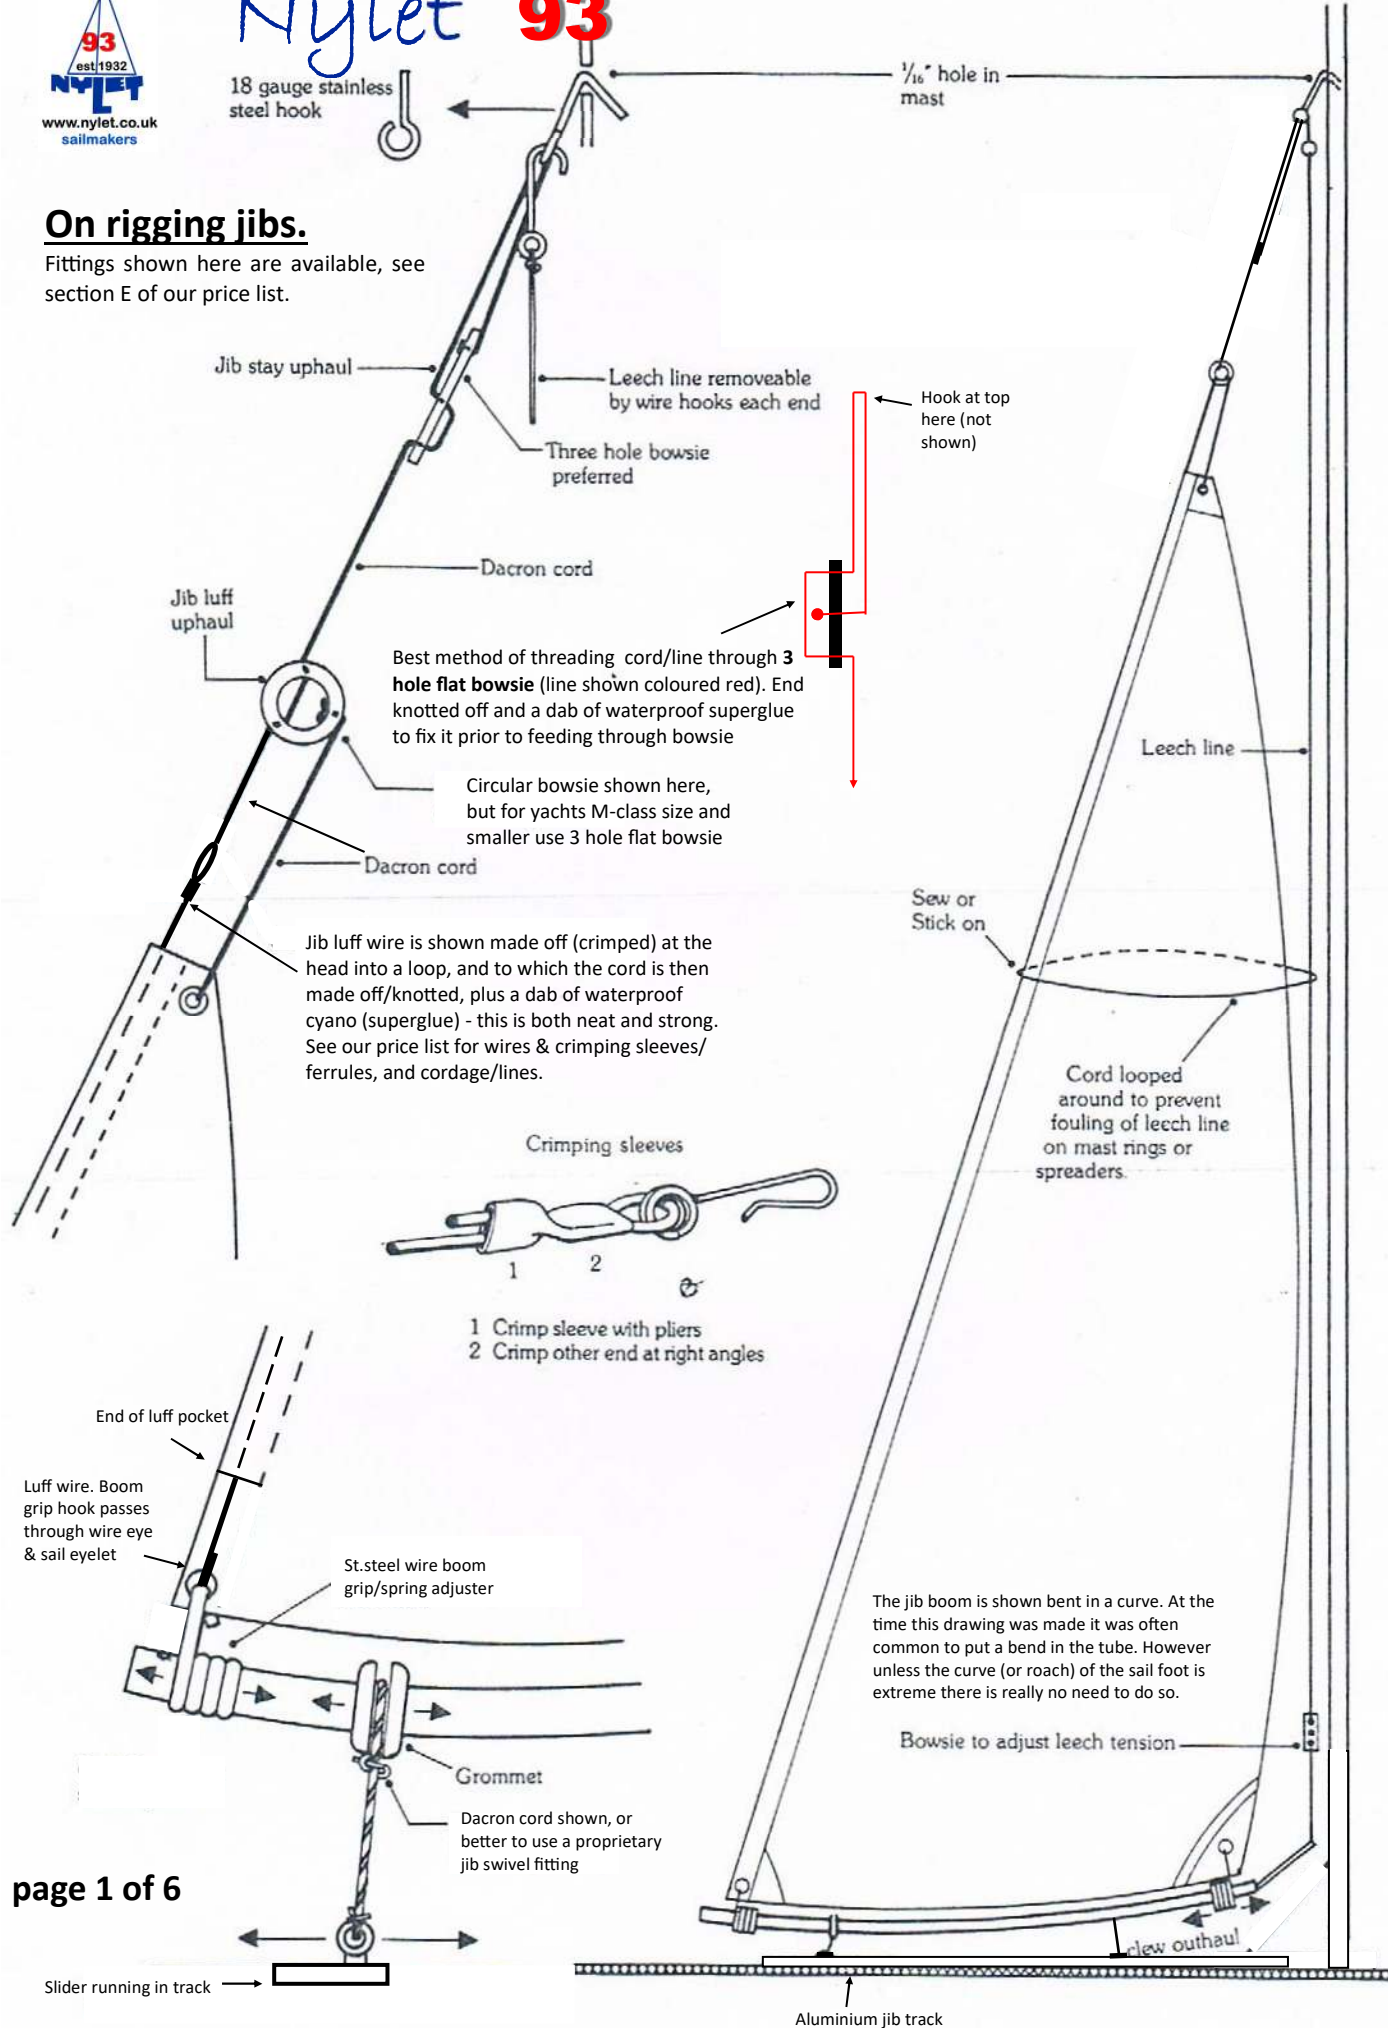 Nylet 93
93
est 1932
NYLET
www.nylet.co.uk
sailmakers
18 gauge stainless
steel hook
1/16" hole in
mast
On rigging jibs.
Fittings shown here are available, see
section E of our price list.
Jib stay uphaul
Leech line removeable
by wire hooks each end
Three hole bowsie
preferred
Hook at top
here (not
shown)
Dacron cord
Jib luff
uphaul
Best method of threading cord/line through 3
hole flat bowsie (line shown coloured red). End
knotted off and a dab of waterproof superglue
to fix it prior to feeding through bowsie
Leech line
Circular bowsie shown here,
but for yachts M-class size and
smaller use 3 hole flat bowsie
Dacron cord
Sew or
Stick on
Jib luff wire is shown made off (crimped) at the
head into a loop, and to which the cord is then
made off/knotted, plus a dab of waterproof
cyano (superglue) - this is both neat and strong.
See our price list for wires & crimping sleeves/
ferrules, and cordage/lines.
Cord looped
around to prevent
fouling of leech line
on mast rings or
spreaders.
Crimping sleeves
1
2
1 Crimp sleeve with pliers
2 Crimp other end at right angles
End of luff pocket
Luff wire. Boom
grip hook passes
through wire eye
& sail eyelet
St.steel wire boom
grip/spring adjuster
The jib boom is shown bent in a curve. At the
time this drawing was made it was often
common to put a bend in the tube. However
unless the curve (or roach) of the sail foot is
extreme there is really no need to do so.
Bowsie to adjust leech tension
Grommet
Dacron cord shown, or
better to use a proprietary
jib swivel fitting
page 1 of 6
clew outhaul
Slider running in track
Aluminium jib track